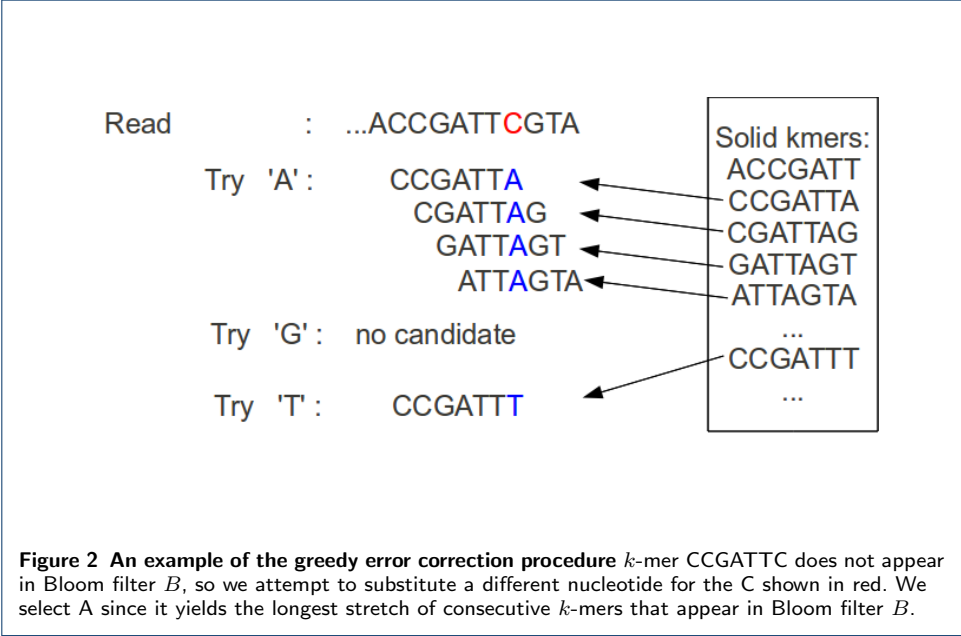 Read : ...ACCGATTCGTA
Solid kmers:
ACCGATT
Try 'A' : CCGATTA
CCGATTA
CGATTAG
CGATTAG
GATTAGT
GATTAGT
ATTAGTA
ATTAGTA
...
Try 'G' : no candidate
CCGATTT
...
Try 'T' : CCGATTT
Figure 2 An example of the greedy error correction procedure k-mer CCGATTC does not appear
in Bloom filter B, so we attempt to substitute a different nucleotide for the C shown in red. We
select A since it yields the longest stretch of consecutive k-mers that appear in Bloom filter B.